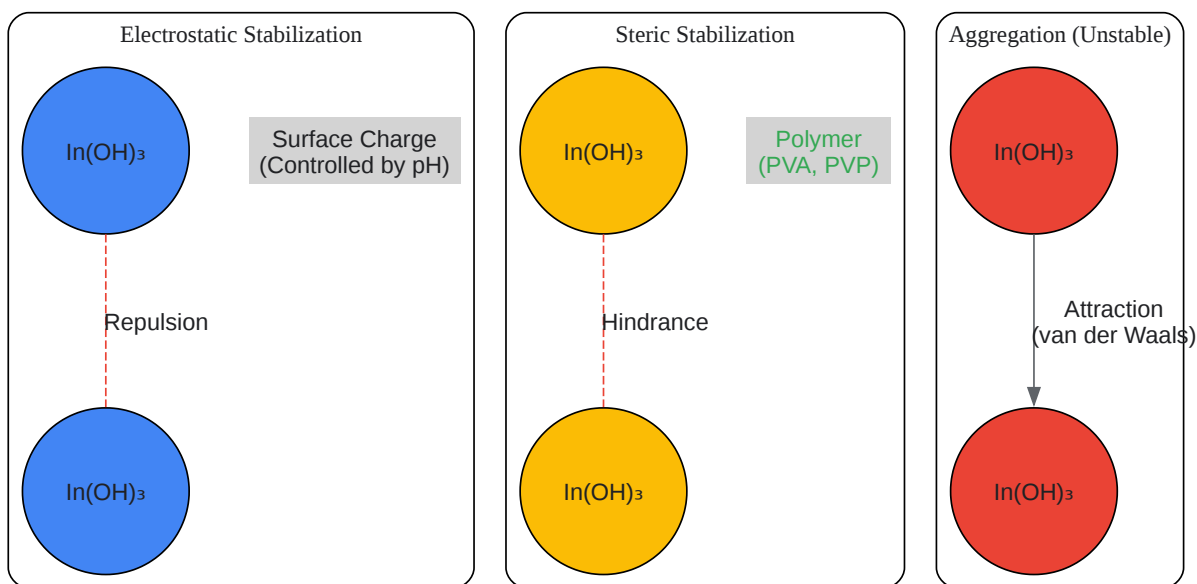 Electrostatic Stabilization
In(OH)₃
Surface Charge
(Controlled by pH)
Repulsion
In(OH)₃
Steric Stabilization
In(OH)₃
Polymer
(PVA, PVP)
Hindrance
In(OH)₃
Aggregation (Unstable)
In(OH)₃
Attraction
(van der Waals)
In(OH)₃